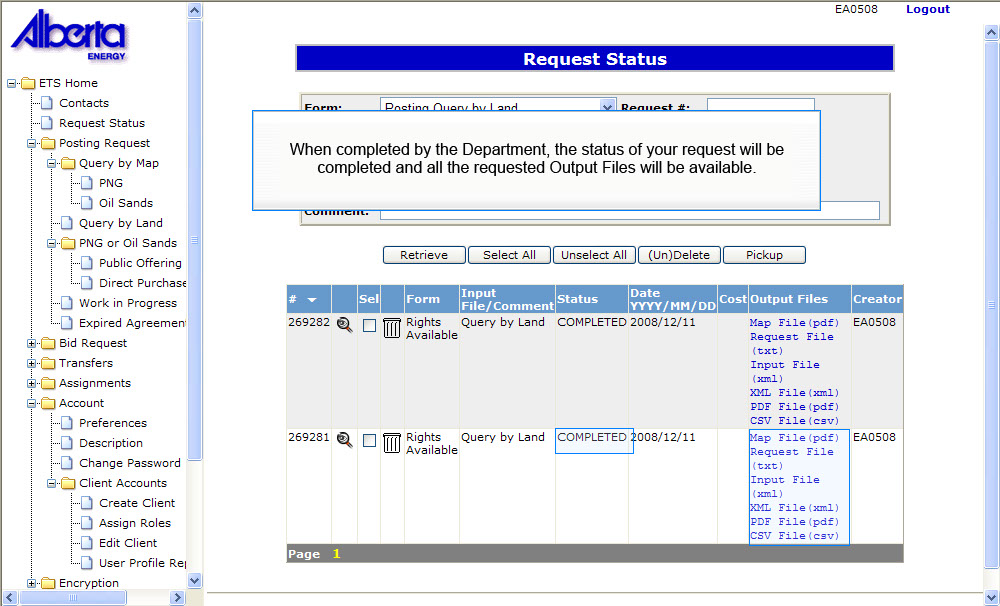 EA0508 Logout
Alberta
ENERGY
ETS Home
Contacts
Request Status
Posting Request
Query by Map
PNG
Oil Sands
Query by Land
PNG or Oil Sands
Public Offering
Direct Purchase
Work in Progress
Expired Agreemen
Bid Request
Transfers
Assignments
Account
Preferences
Description
Change Password
Client Accounts
Create Client
Assign Roles
Edit Client
User Profile Rep
Encryption
Request Status
Form: Posting Query by Land Request #:
When completed by the Department, the status of your request will be
completed and all the requested Output Files will be available.
Comment:
Retrieve Select All Unselect All (Un)Delete Pickup
# Sel Form Input File/Comment Status Date YYYY/MM/DD Cost Output Files Creator
269282 Rights Available Query by Land COMPLETED 2008/12/11 Map File(pdf) EA0508
Request File
(txt)
Input File
(xml)
XML File(xml)
PDF File(pdf)
CSV File(csv)
269281 Rights Available Query by Land COMPLETED 2008/12/11 Map File(pdf) EA0508
Request File
(txt)
Input File
(xml)
XML File(xml)
PDF File(pdf)
CSV File(csv)
Page 1